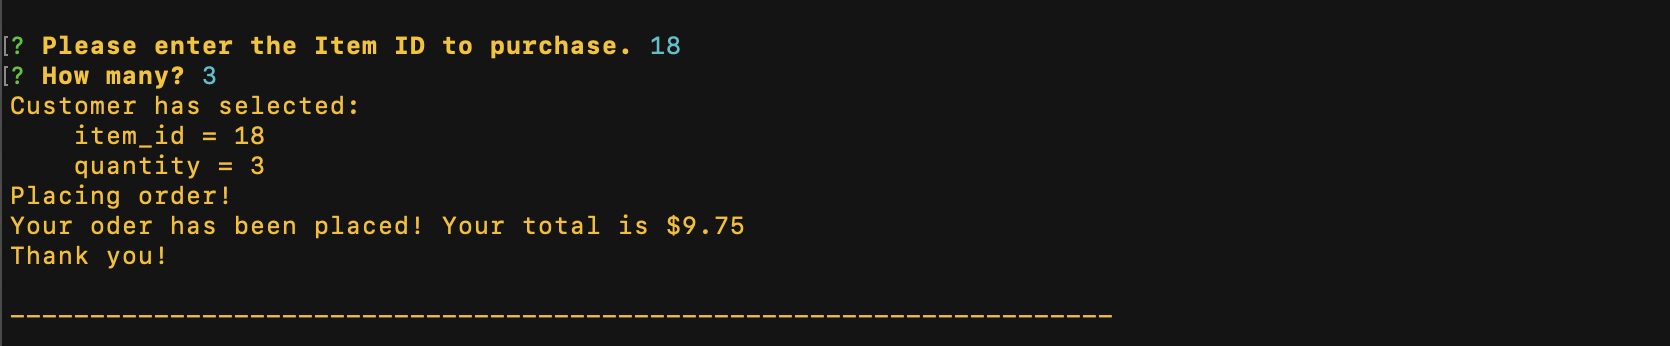 [? Please enter the Item ID to purchase. 18
[? How many? 3
Customer has selected:
    item_id = 18
    quantity = 3
Placing order!
Your oder has been placed! Your total is $9.75
Thank you!
---------------------------------------------------------------------